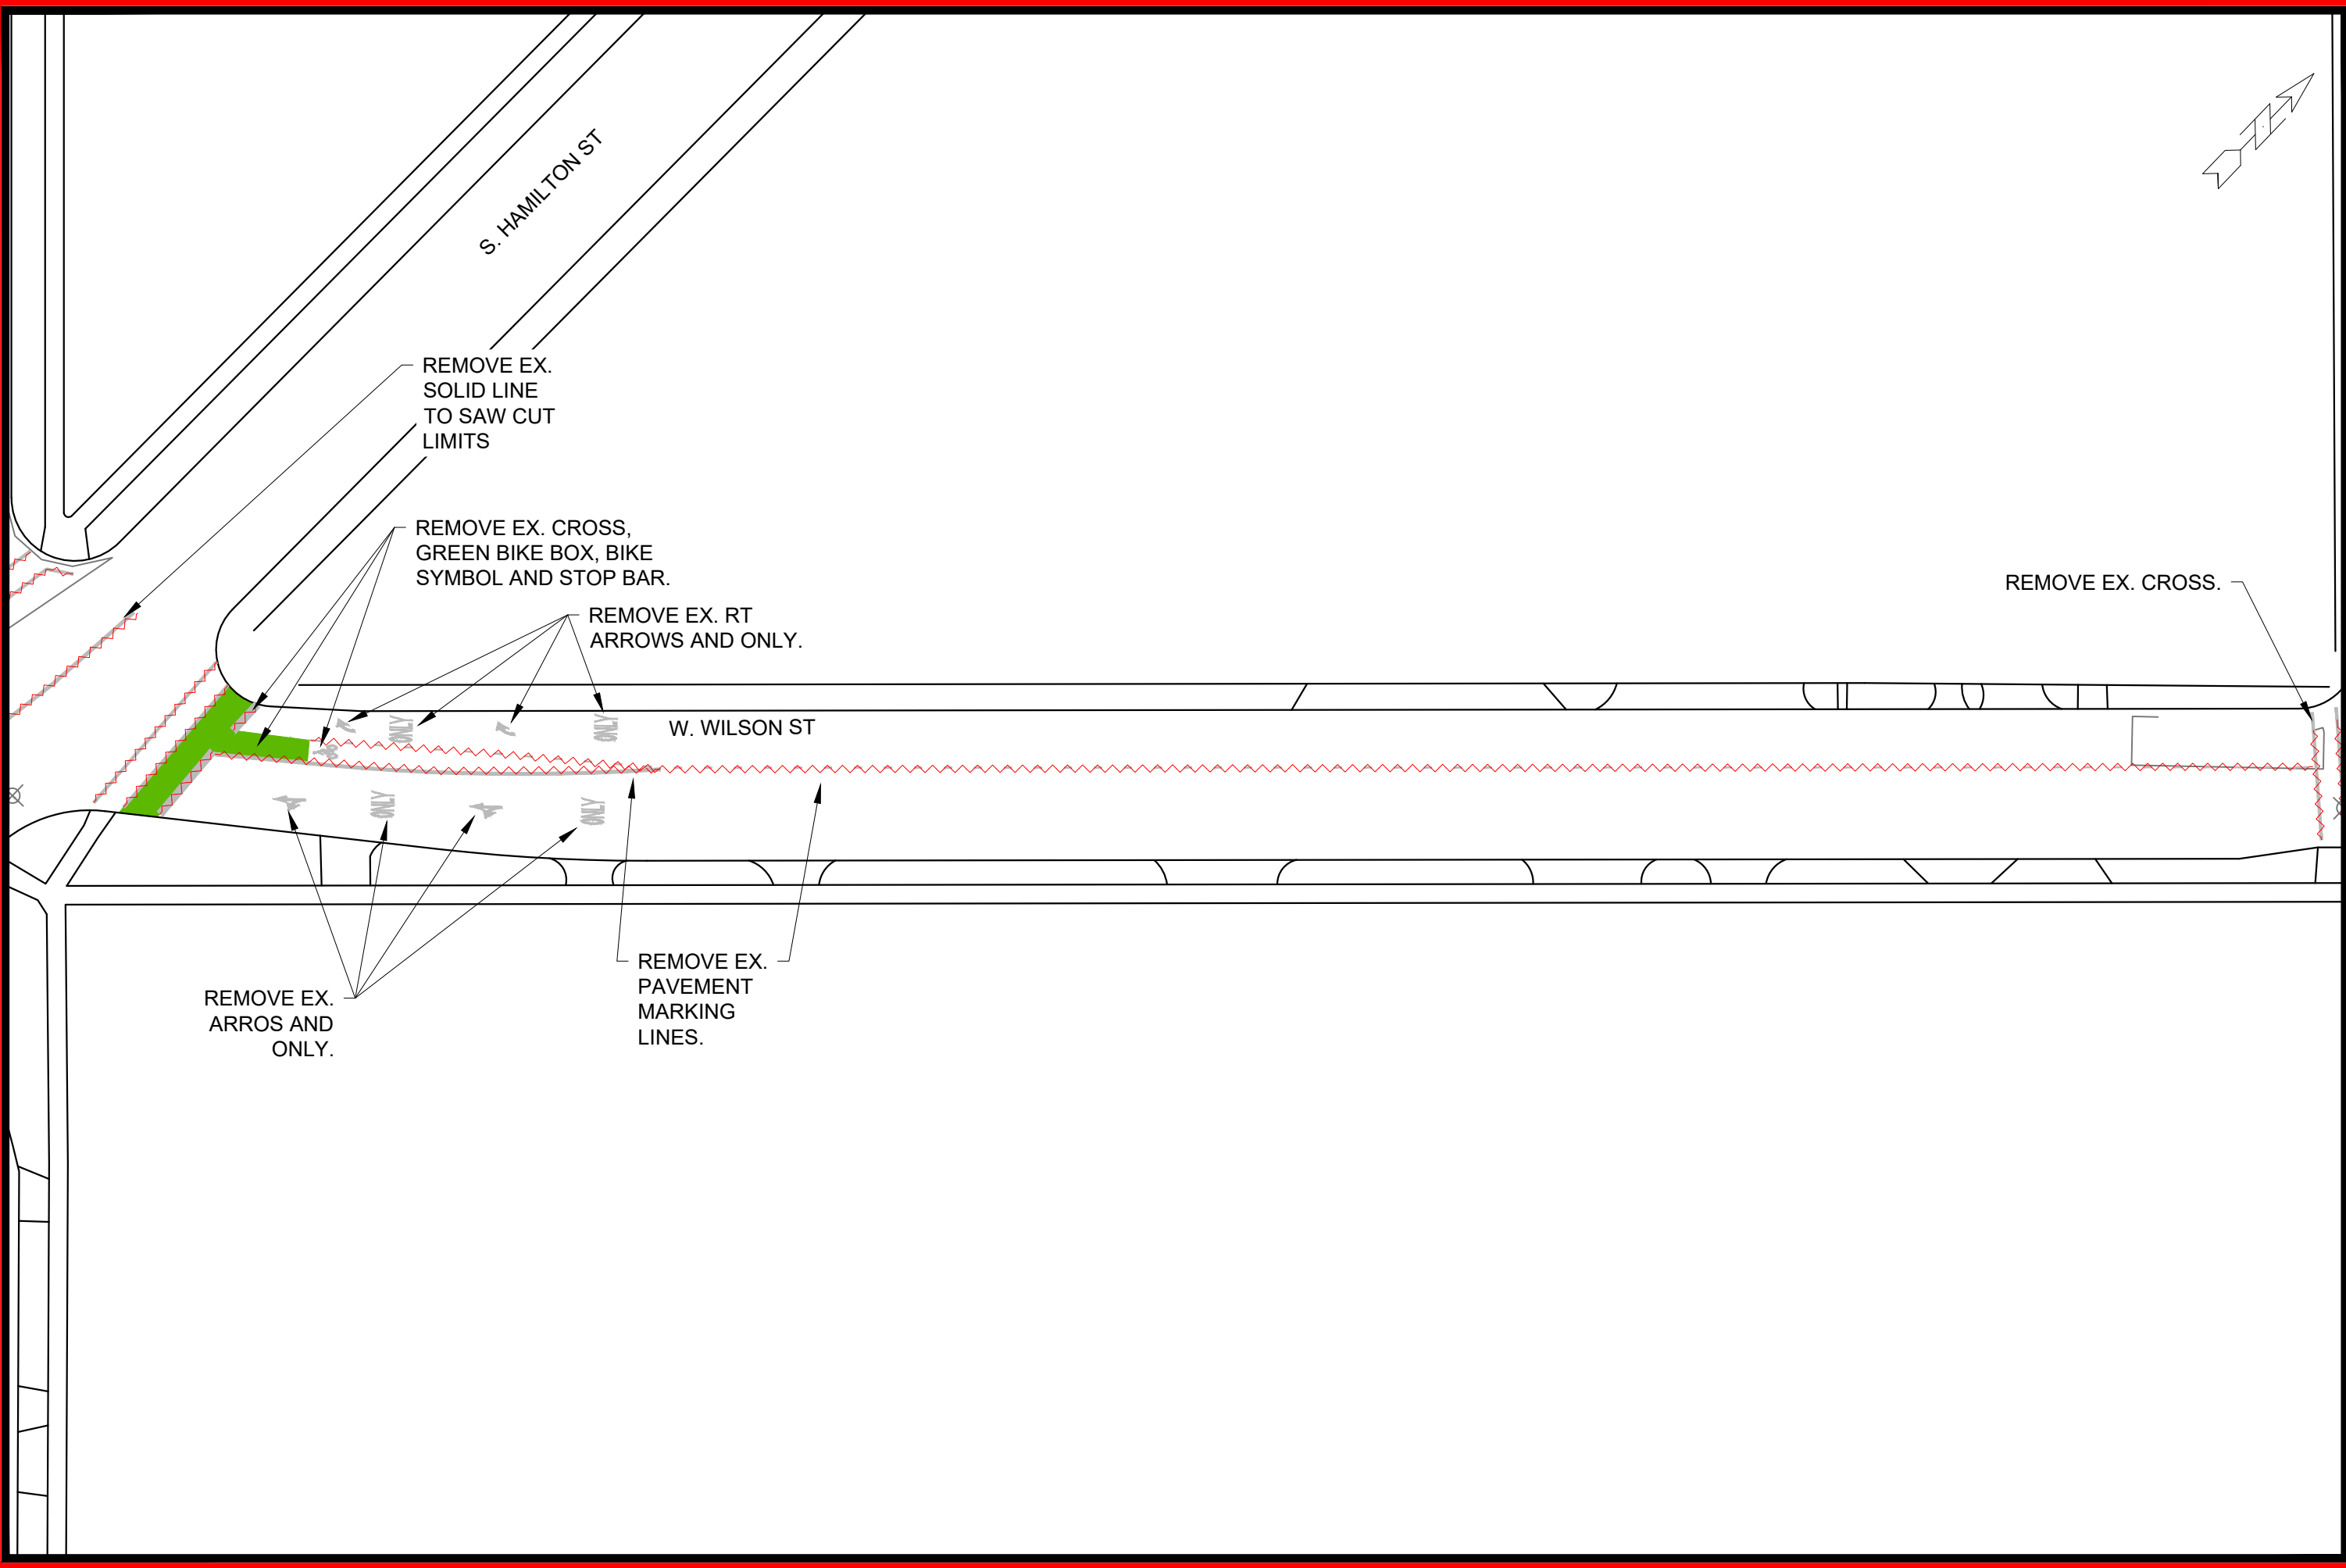 S. HAMILTON ST
REMOVE EX.
SOLID LINE
TO SAW CUT
LIMITS
REMOVE EX. CROSS,
GREEN BIKE BOX, BIKE
SYMBOL AND STOP BAR.
REMOVE EX. CROSS.
REMOVE EX. RT
ARROWS AND ONLY.
W. WILSON ST
ONLY
ONLY
ONLY
ONLY
REMOVE EX.
PAVEMENT
MARKING
LINES.
REMOVE EX.
ARROS AND
ONLY.